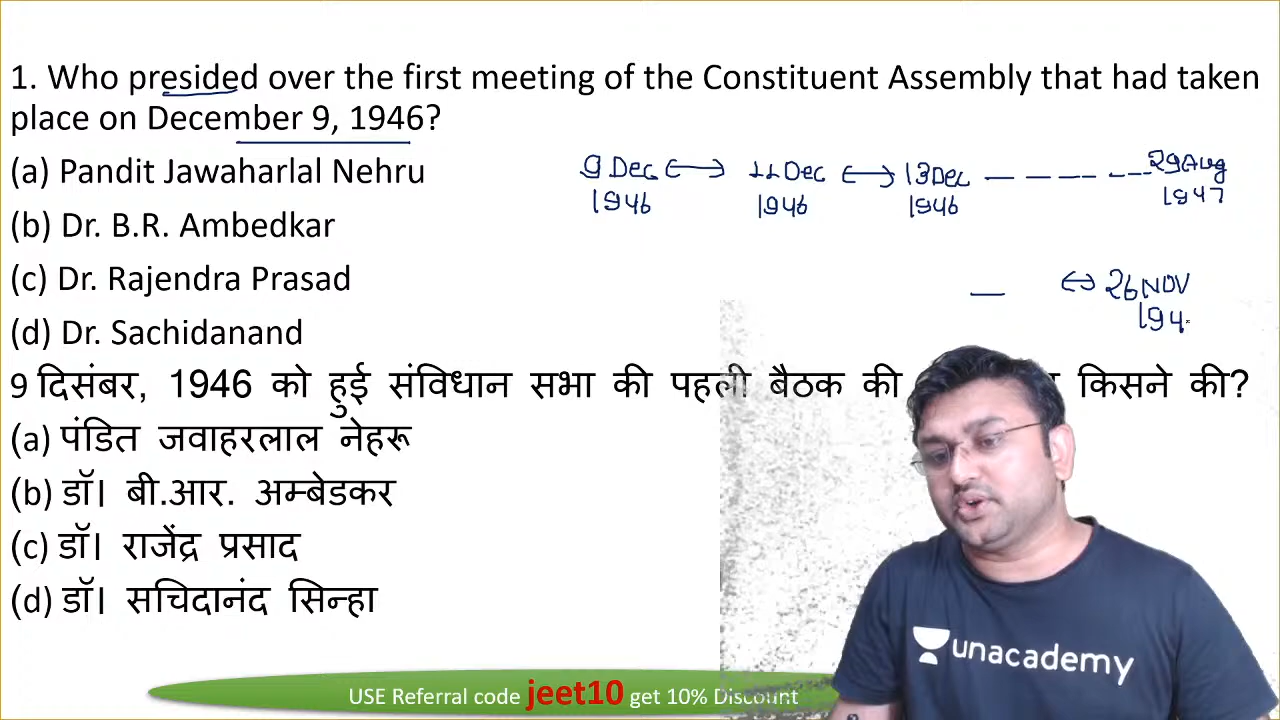 1. Who presided over the first meeting of the Constituent Assembly that had taken
place on December 9, 1946?
(a) Pandit Jawaharlal Nehru
(b) Dr. B.R. Ambedkar
(c) Dr. Rajendra Prasad
(d) Dr. Sachidanand
9 Dec ↔ 11 Dec ↔ 13 Dec — — — — — 29 Aug
1946 1946 1946 1947
— ↔ 26 NOV
194
9 दिसंबर, 1946 को हुई संविधान सभा की पहली बैठक की किसने की?
(a) पंडित जवाहरलाल नेहरू
(b) डॉ। बी.आर. अम्बेडकर
(c) डॉ। राजेंद्र प्रसाद
(d) डॉ। सचिदानंद सिन्हा
unacademy
USE Referral code jeet10 get 10% Discount